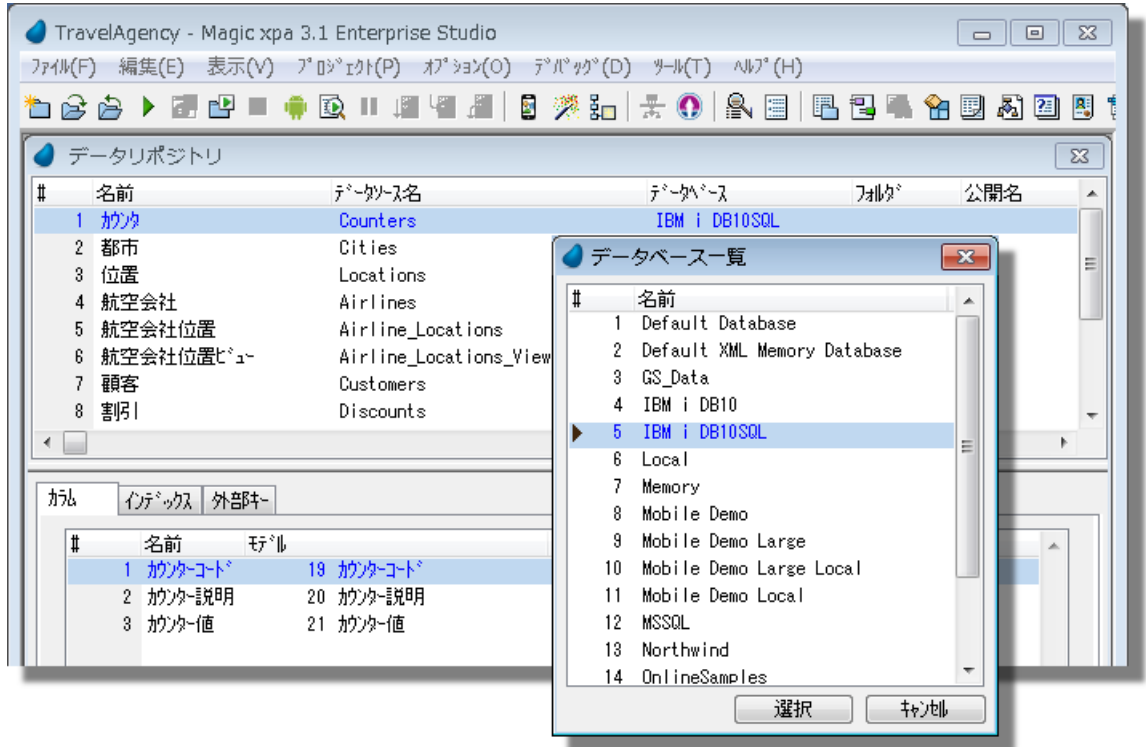 TravelAgency - Magic xpa 3.1 Enterprise Studio
ﾌｧｲﾙ(F) 編集(E) 表示(V) ﾌﾟﾛｼﾞｪｸﾄ(P) ｵﾌﾟｼｮﾝ(O) ﾃﾞﾊﾞｯｸﾞ(D) ﾂｰﾙ(T) ﾍﾙﾌﾟ(H)
データリポジトリ
# 名前 ﾃﾞｰﾀｿｰｽ名 ﾃﾞｰﾀﾍﾞｰｽ ﾌｫﾙﾀﾞ 公開名
1 ｶｳﾝﾀ Counters IBM i DB10SQL
2 都市 Cities
3 位置 Locations
4 航空会社 Airlines
5 航空会社位置 Airline_Locations
6 航空会社位置ﾋﾞｭｰ Airline_Locations_View
7 顧客 Customers
8 割引 Discounts
ｶﾗﾑ ｲﾝﾃﾞｯｸｽ 外部ｷｰ
# 名前 ﾓﾃﾞﾙ
1 ｶｳﾝﾀｰｺｰﾄﾞ 19 ｶｳﾝﾀｰｺｰﾄﾞ
2 ｶｳﾝﾀｰ説明 20 ｶｳﾝﾀｰ説明
3 ｶｳﾝﾀｰ値 21 ｶｳﾝﾀｰ値
データベース一覧
# 名前
1 Default Database
2 Default XML Memory Database
3 GS_Data
4 IBM i DB10
5 IBM i DB10SQL
6 Local
7 Memory
8 Mobile Demo
9 Mobile Demo Large
10 Mobile Demo Large Local
11 Mobile Demo Local
12 MSSQL
13 Northwind
14 OnlineSamples
選択 ｷｬﾝｾﾙ